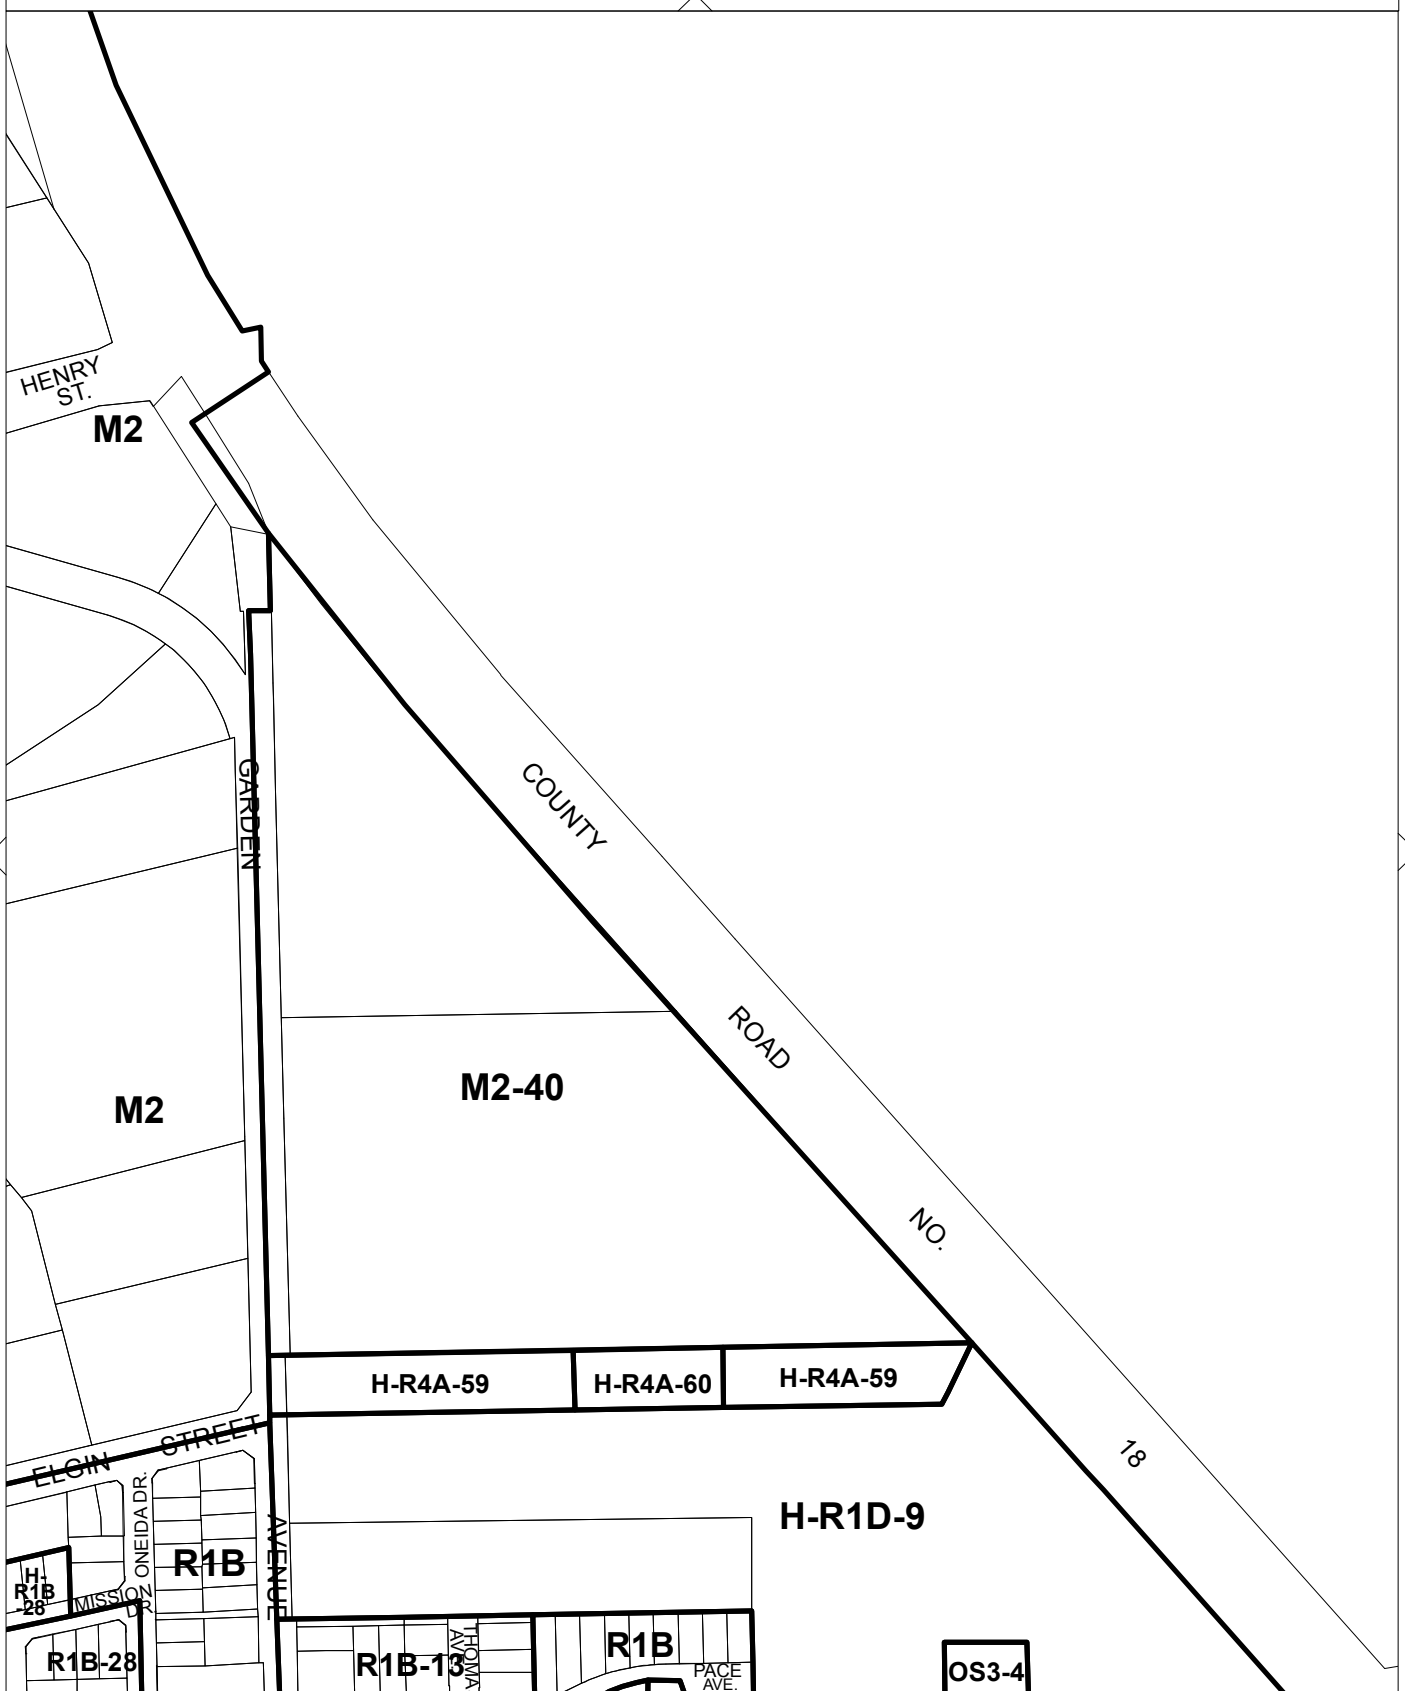 HENRY
ST.
M2
GARDEN
COUNTY
ROAD
M2-40
M2
NO.
H-R4A-59
H-R4A-60
H-R4A-59
ELGIN STREET
18
ONEIDA DR.
H-R1D-9
AVENUE
R1B
H-
R1B
-28
MISSION
DR.
R1B-28
R1B-13
THOMA
AVE
R1B
PACE
AVE.
OS3-4